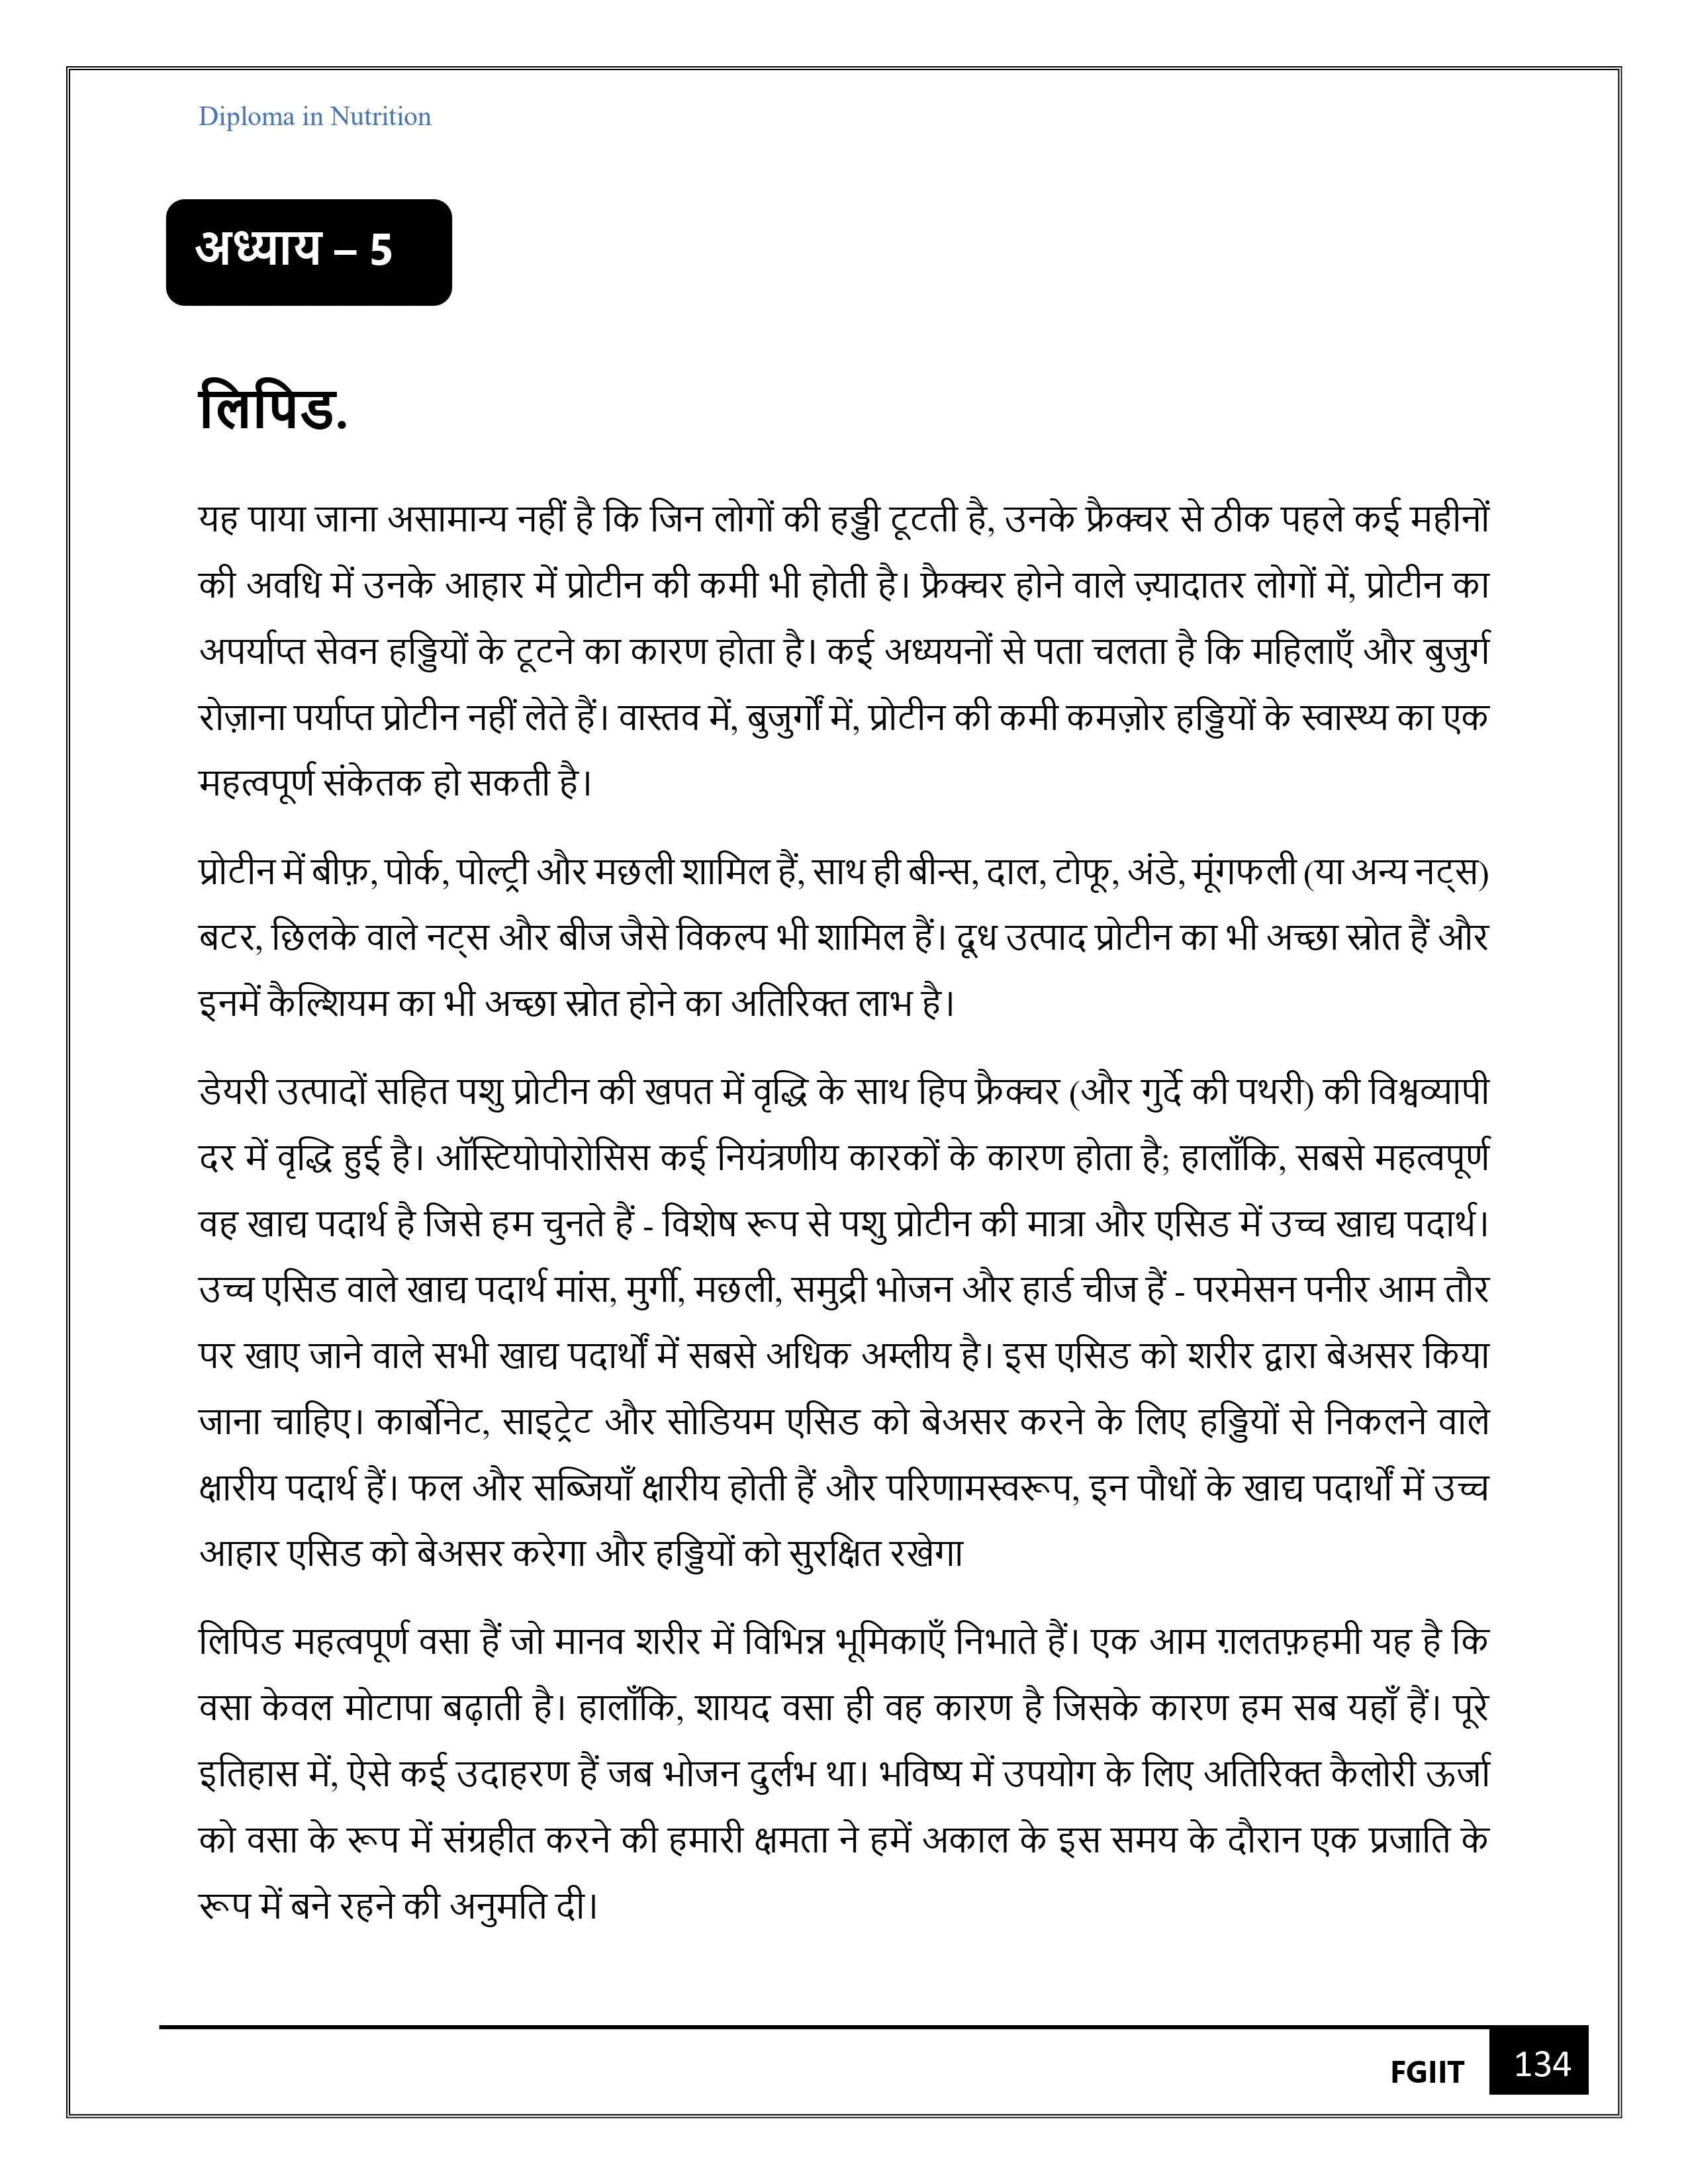 Diploma in Nutrition
अध्याय – 5
लिपिड.
यह पाया जाना असामान्य नहीं है कि जिन लोगों की हड्डी टूटती है, उनके फ्रैक्चर से ठीक पहले कई महीनों
की अवधि में उनके आहार में प्रोटीन की कमी भी होती है। फ्रैक्चर होने वाले ज़्यादातर लोगों में, प्रोटीन का
अपर्याप्त सेवन हड्डियों के टूटने का कारण होता है। कई अध्ययनों से पता चलता है कि महिलाएँ और बुजुर्ग
रोज़ाना पर्याप्त प्रोटीन नहीं लेते हैं। वास्तव में, बुजुर्गों में, प्रोटीन की कमी कमज़ोर हड्डियों के स्वास्थ्य का एक
महत्वपूर्ण संकेतक हो सकती है।
प्रोटीन में बीफ़, पोर्क, पोल्ट्री और मछली शामिल हैं, साथ ही बीन्स, दाल, टोफू, अंडे, मूंगफली (या अन्य नट्स)
बटर, छिलके वाले नट्स और बीज जैसे विकल्प भी शामिल हैं। दूध उत्पाद प्रोटीन का भी अच्छा स्रोत हैं और
इनमें कैल्शियम का भी अच्छा स्रोत होने का अतिरिक्त लाभ है।
डेयरी उत्पादों सहित पशु प्रोटीन की खपत में वृद्धि के साथ हिप फ्रैक्चर (और गुर्दे की पथरी) की विश्वव्यापी
दर में वृद्धि हुई है। ऑस्टियोपोरोसिस कई नियंत्रणीय कारकों के कारण होता है; हालाँकि, सबसे महत्वपूर्ण
वह खाद्य पदार्थ है जिसे हम चुनते हैं - विशेष रूप से पशु प्रोटीन की मात्रा और एसिड में उच्च खाद्य पदार्थ।
उच्च एसिड वाले खाद्य पदार्थ मांस, मुर्गी, मछली, समुद्री भोजन और हार्ड चीज हैं - परमेसन पनीर आम तौर
पर खाए जाने वाले सभी खाद्य पदार्थों में सबसे अधिक अम्लीय है। इस एसिड को शरीर द्वारा बेअसर किया
जाना चाहिए। कार्बोनेट, साइट्रेट और सोडियम एसिड को बेअसर करने के लिए हड्डियों से निकलने वाले
क्षारीय पदार्थ हैं। फल और सब्जियाँ क्षारीय होती हैं और परिणामस्वरूप, इन पौधों के खाद्य पदार्थों में उच्च
आहार एसिड को बेअसर करेगा और हड्डियों को सुरक्षित रखेगा
लिपिड महत्वपूर्ण वसा हैं जो मानव शरीर में विभिन्न भूमिकाएँ निभाते हैं। एक आम ग़लतफ़हमी यह है कि
वसा केवल मोटापा बढ़ाती है। हालाँकि, शायद वसा ही वह कारण है जिसके कारण हम सब यहाँ हैं। पूरे
इतिहास में, ऐसे कई उदाहरण हैं जब भोजन दुर्लभ था। भविष्य में उपयोग के लिए अतिरिक्त कैलोरी ऊर्जा
को वसा के रूप में संग्रहीत करने की हमारी क्षमता ने हमें अकाल के इस समय के दौरान एक प्रजाति के
रूप में बने रहने की अनुमति दी।
FGIIT 134